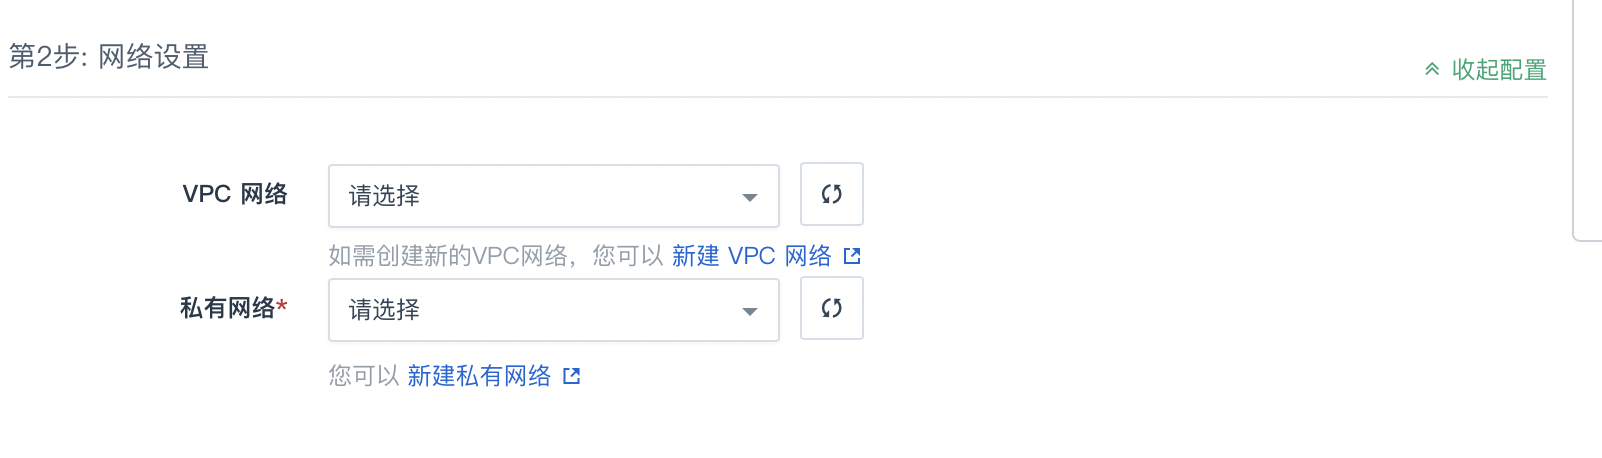 第2步: 网络设置
收起配置
VPC 网络
请选择
如需创建新的VPC网络，您可以 新建 VPC 网络
私有网络*
请选择
您可以 新建私有网络